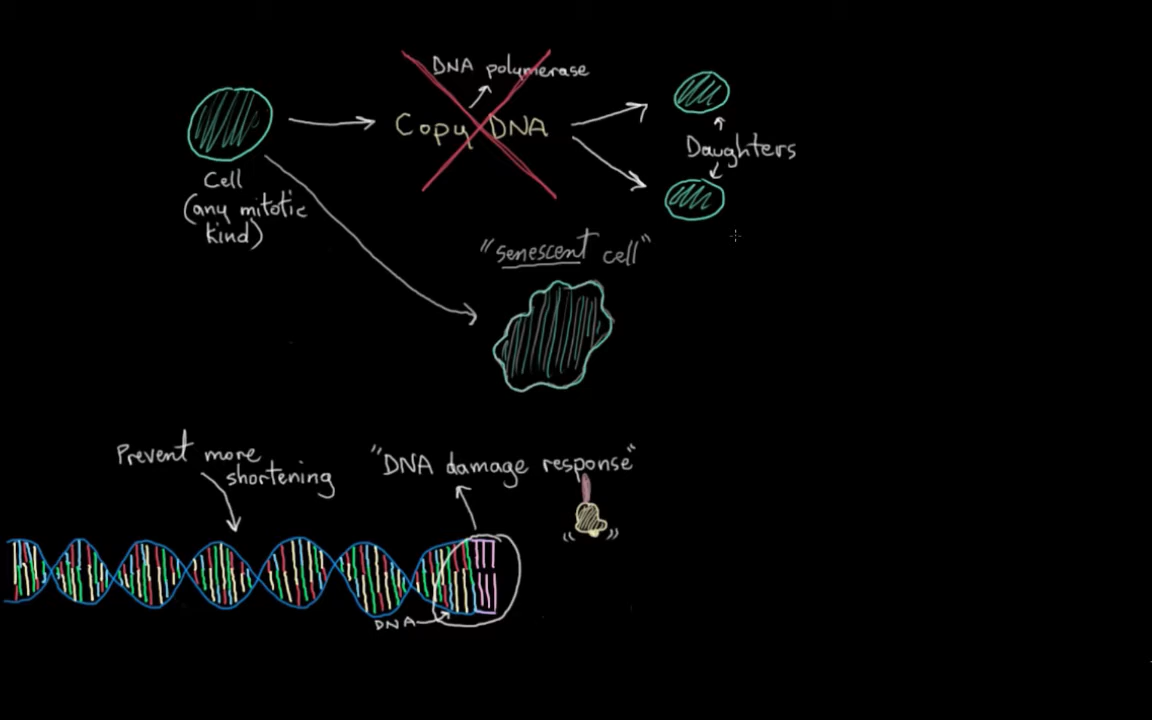 DNA polymerase
Copy DNA
Daughters
Cell
(any mitotic
kind)
"senescent cell"
Prevent more
shortening
"DNA damage response"
DNA